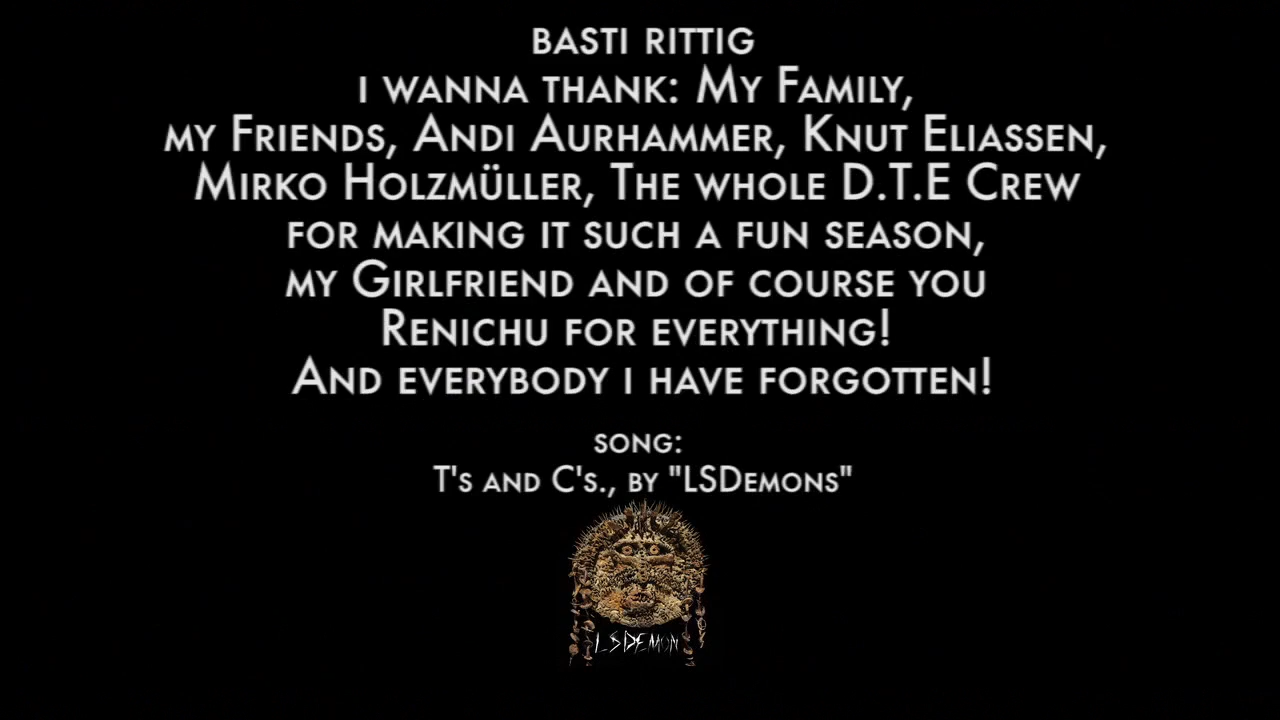 BASTI RITTIG
I WANNA THANK: MY FAMILY,
MY FRIENDS, ANDI AURHAMMER, KNUT ELIASSEN,
MIRKO HOLZMÜLLER, THE WHOLE D.T.E CREW
FOR MAKING IT SUCH A FUN SEASON,
MY GIRLFRIEND AND OF COURSE YOU
RENICHU FOR EVERYTHING!
AND EVERYBODY I HAVE FORGOTTEN!
SONG:
T'S AND C'S., BY "LSDEMONS"
LSDEMON